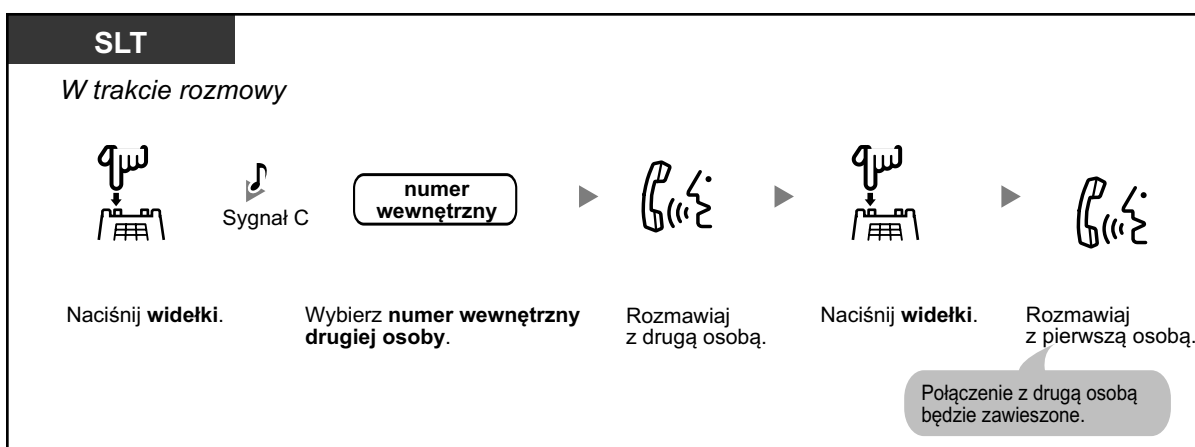 SLT
W trakcie rozmowy
Sygnał C
numer
wewnętrzny
Naciśnij widełki.
Wybierz numer wewnętrzny
drugiej osoby.
Rozmawiaj
z drugą osobą.
Naciśnij widełki.
Rozmawiaj
z pierwszą osobą.
Połączenie z drugą osobą
będzie zawieszone.